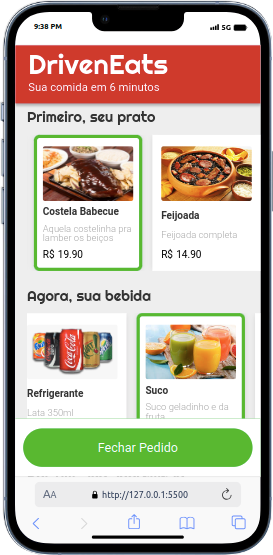 9:38 PM
5G
DrivenEats
Sua comida em 6 minutos
Primeiro, seu prato
Costela Babecue
Aquela costelinha pra
lamber os beiços
R$ 19.90
Feijoada
Feijoada completa
R$ 14.90
Agora, sua bebida
Coca-Cola
Refrigerante
Lata 350ml
Suco
Suco geladinho e da
fruta
Fechar Pedido
AA
http://127.0.0.1:5500